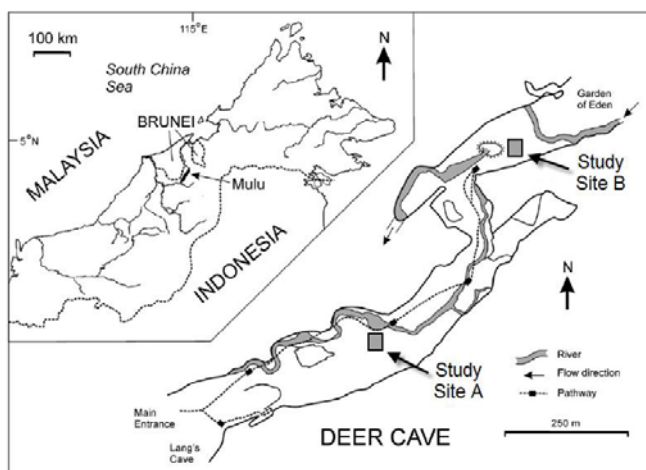 115°E
100 km
N
South China
Sea
BRUNEI
5°N
MALAYSIA
Mulu
INDONESIA
Garden
of Eden
Study
Site B
N
Study
Site A
River
Flow direction
Pathway
Main
Entrance
Lang's
Cave
DEER CAVE
250 m